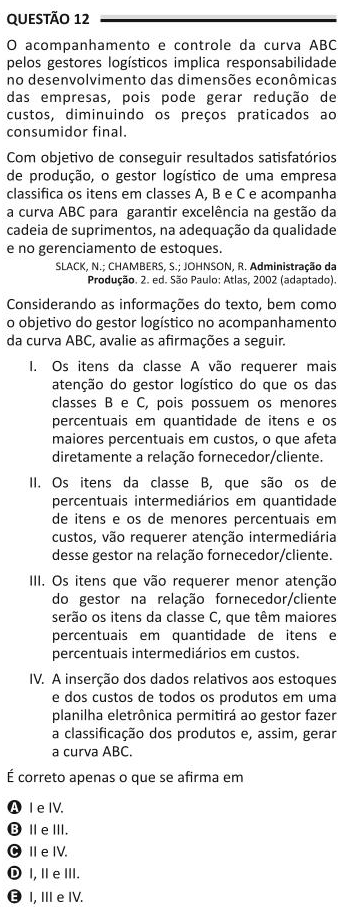 QUESTÃO 12
O acompanhamento e controle da curva ABC
pelos gestores logísticos implica responsabilidade
no desenvolvimento das dimensões econômicas
das empresas, pois pode gerar redução de
custos, diminuindo os preços praticados ao
consumidor final.
Com objetivo de conseguir resultados satisfatórios
de produção, o gestor logístico de uma empresa
classifica os itens em classes A, B e C e acompanha
a curva ABC para garantir excelência na gestão da
cadeia de suprimentos, na adequação da qualidade
e no gerenciamento de estoques.
SLACK, N.; CHAMBERS, S.; JOHNSON, R. Administração da
Produção. 2. ed. São Paulo: Atlas, 2002 (adaptado).
Considerando as informações do texto, bem como
o objetivo do gestor logístico no acompanhamento
da curva ABC, avalie as afirmações a seguir.
I. Os itens da classe A vão requerer mais
atenção do gestor logístico do que os das
classes B e C, pois possuem os menores
percentuais em quantidade de itens e os
maiores percentuais em custos, o que afeta
diretamente a relação fornecedor/cliente.
II. Os itens da classe B, que são os de
percentuais intermediários em quantidade
de itens e os de menores percentuais em
custos, vão requerer atenção intermediária
desse gestor na relação fornecedor/cliente.
III. Os itens que vão requerer menor atenção
do gestor na relação fornecedor/cliente
serão os itens da classe C, que têm maiores
percentuais em quantidade de itens e
percentuais intermediários em custos.
IV. A inserção dos dados relativos aos estoques
e dos custos de todos os produtos em uma
planilha eletrônica permitirá ao gestor fazer
a classificação dos produtos e, assim, gerar
a curva ABC.
É correto apenas o que se afirma em
A I e IV.
B II e III.
C II e IV.
D I, II e III.
E I, III e IV.